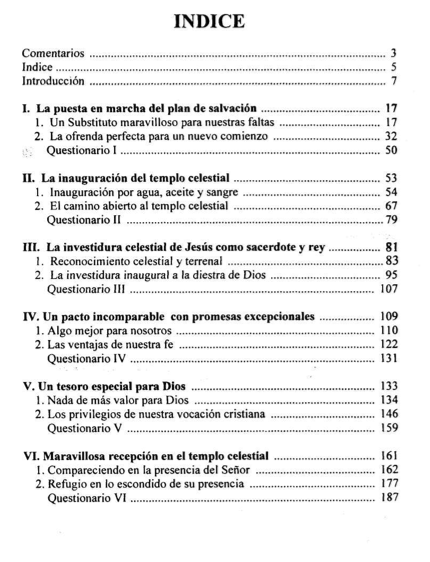 INDICE
Comentarios ........ 3
Indice ........ 5
Introducción ........ 7
I. La puesta en marcha del plan de salvación ........ 17
1. Un Substituto maravilloso para nuestras faltas ........ 17
2. La ofrenda perfecta para un nuevo comienzo ........ 32
Questionario I ........ 50
II. La inauguración del templo celestial ........ 53
1. Inauguración por agua, aceite y sangre ........ 54
2. El camino abierto al templo celestial ........ 67
Questionario II ........ 79
III. La investidura celestial de Jesús como sacerdote y rey ........ 81
1. Reconocimiento celestial y terrenal ........ 83
2. La investidura inaugural a la diestra de Dios ........ 95
Questionario III ........ 107
IV. Un pacto incomparable con promesas excepcionales ........ 109
1. Algo mejor para nosotros ........ 110
2. Las ventajas de nuestra fe ........ 122
Questionario IV ........ 131
V. Un tesoro especial para Dios ........ 133
1. Nada de más valor para Dios ........ 134
2. Los privilegios de nuestra vocación cristiana ........ 146
Questionario V ........ 159
VI. Maravillosa recepción en el templo celestial ........ 161
1. Compareciendo en la presencia del Señor ........ 162
2. Refugio en lo escondido de su presencia ........ 177
Questionario VI ........ 187